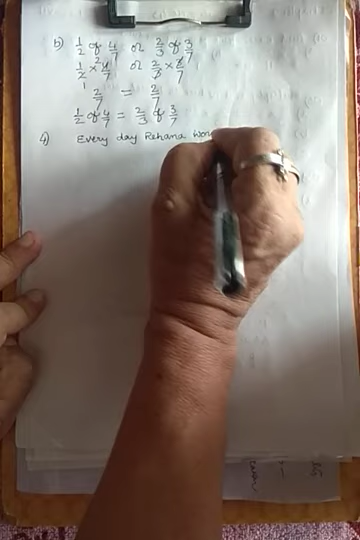 b) 1/2 of 4/7 or 2/3 of 3/7
1/2 × 4/7 or 2/3 × 3/7
2/7 = 2/7
1/2 of 4/7 = 2/3 of 3/7
4) Every day Rehana